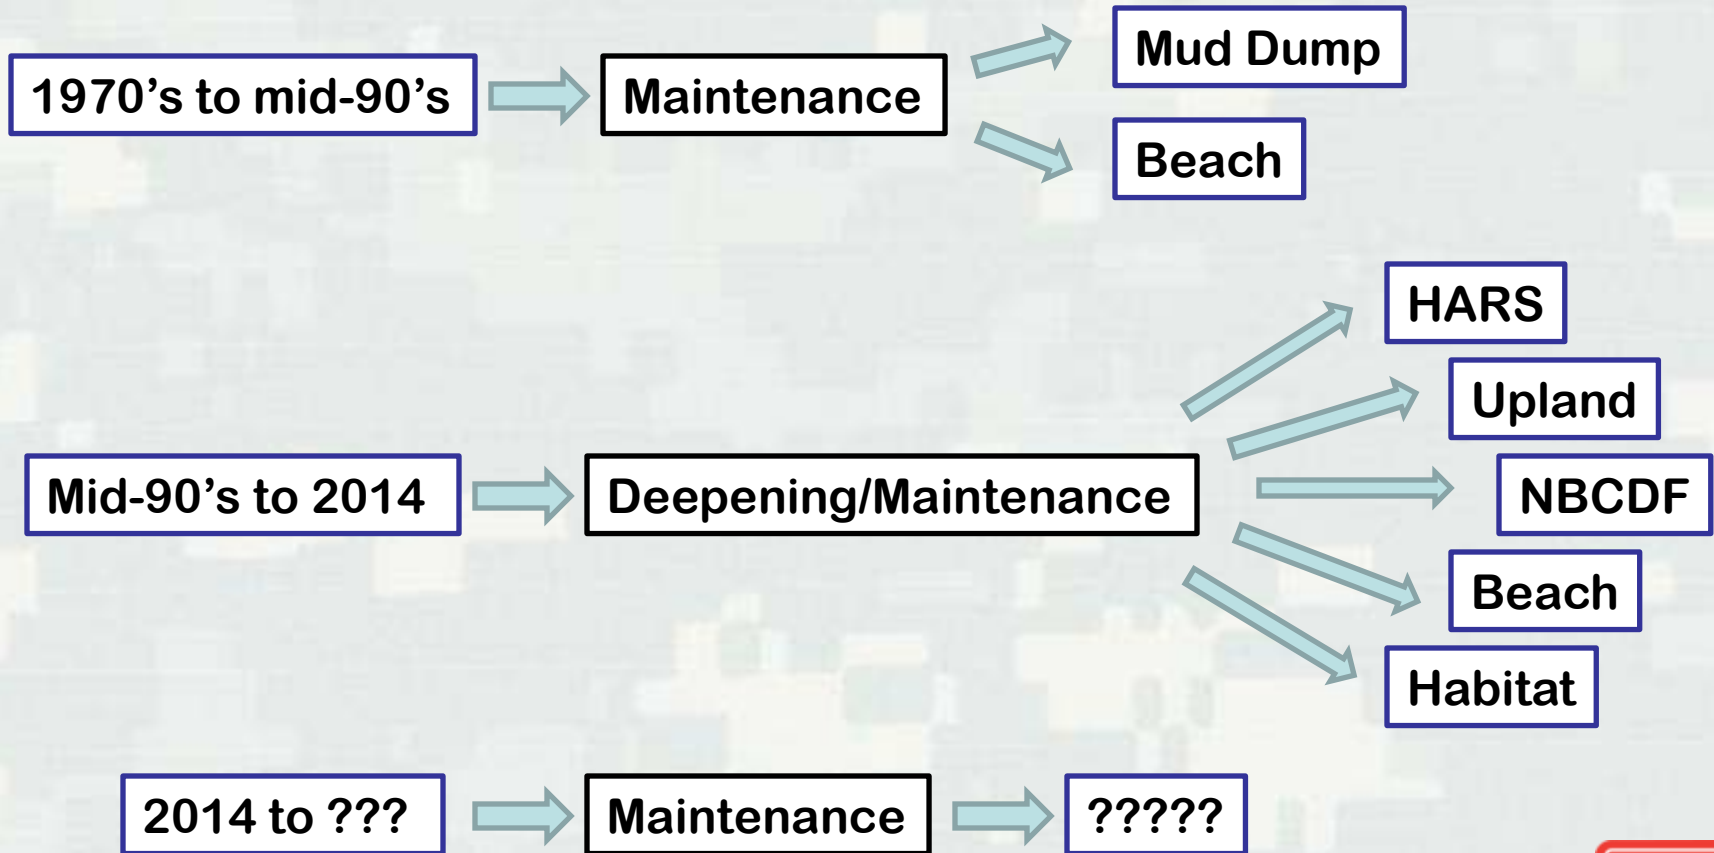 1970’s to mid-90’s
Maintenance
Mud Dump
Beach
Mid-90’s to 2014
Deepening/Maintenance
HARS
Upland
NBCDF
Beach
Habitat
2014 to ???
Maintenance
?????